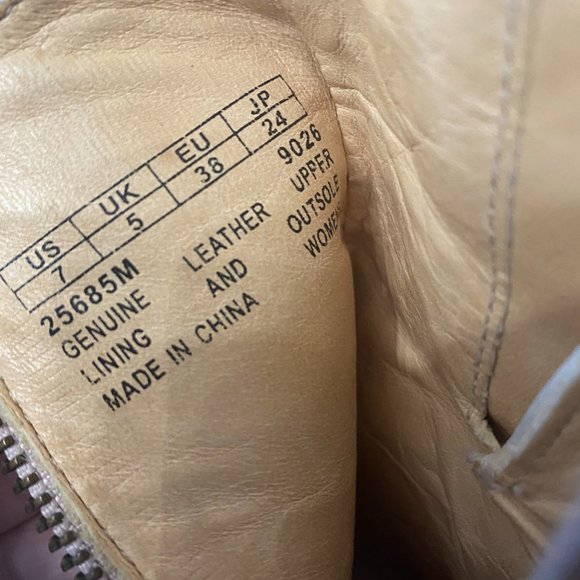 US UK EU JP
7 5 38 24
25685M 9026
GENUINE LEATHER UPPER
LINING AND OUTSOLE
MADE IN CHINA WOMEN